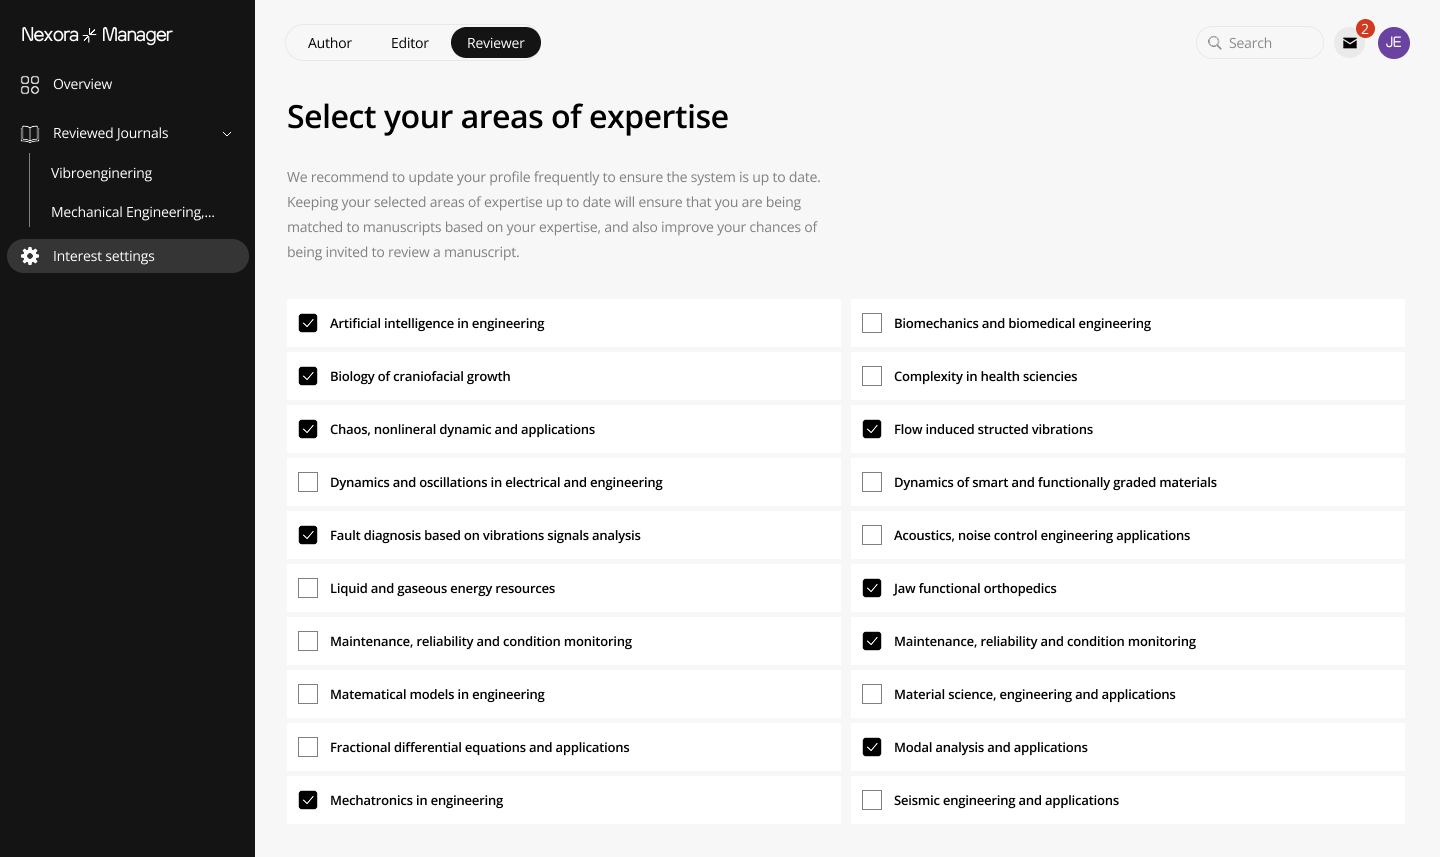 Nexora Manager
Overview
Reviewed Journals
Vibroenginering
Mechanical Engineering,...
Interest settings
Author
Editor
Reviewer
Search
2
JE
Select your areas of expertise
We recommend to update your profile frequently to ensure the system is up to date.
Keeping your selected areas of expertise up to date will ensure that you are being
matched to manuscripts based on your expertise, and also improve your chances of
being invited to review a manuscript.
Artificial intelligence in engineering
Biomechanics and biomedical engineering
Biology of craniofacial growth
Complexity in health sciencies
Chaos, nonlineral dynamic and applications
Flow induced structed vibrations
Dynamics and oscillations in electrical and engineering
Dynamics of smart and functionally graded materials
Fault diagnosis based on vibrations signals analysis
Acoustics, noise control engineering applications
Liquid and gaseous energy resources
Jaw functional orthopedics
Maintenance, reliability and condition monitoring
Maintenance, reliability and condition monitoring
Matematical models in engineering
Material science, engineering and applications
Fractional differential equations and applications
Modal analysis and applications
Mechatronics in engineering
Seismic engineering and applications